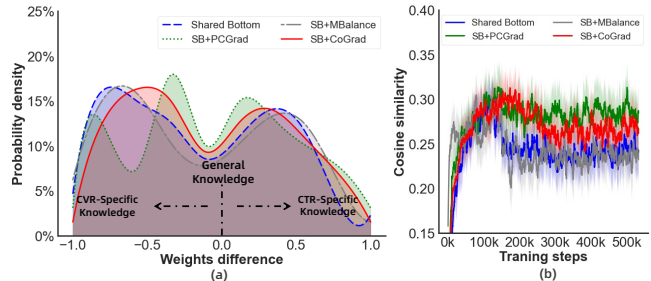 25%
20%
15%
10%
5%
0%
Probability density
Shared Bottom
SB+MBalance
SB+PCGrad
SB+CoGrad
General
Knowledge
CVR-Specific
Knowledge
CTR-Specific
Knowledge
−1.0
−0.5
0.0
0.5
1.0
Weights difference
(a)
0.40
0.35
0.30
0.25
0.20
0.15
Cosine similarity
Shared Bottom
SB+MBalance
SB+PCGrad
SB+CoGrad
0k
100k 200k 300k 400k 500k
Traning steps
(b)